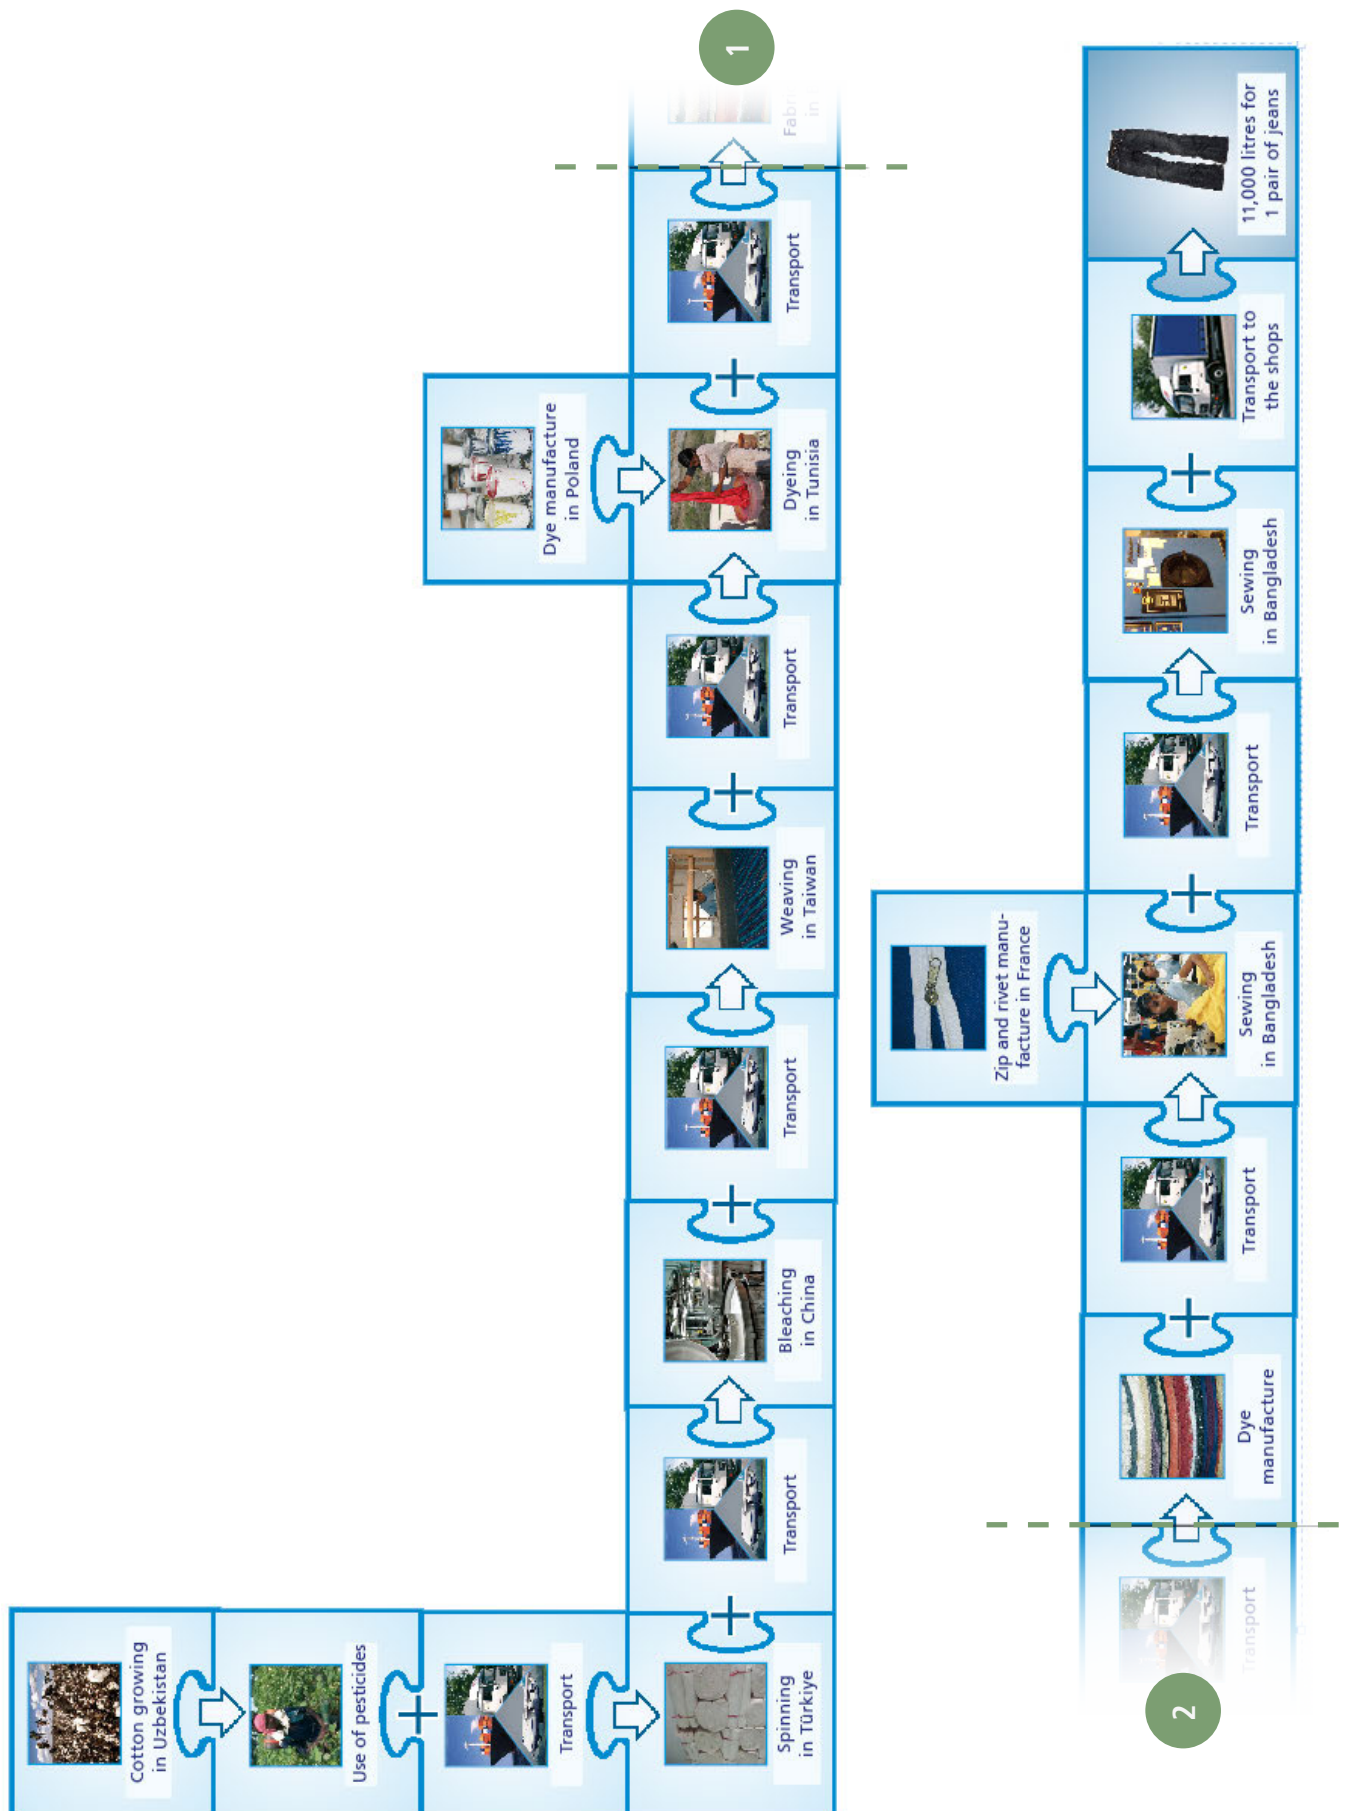 Cotton growing
in Uzbekistan
Use of pesticides
Transport
Spinning
in Türkiye
Transport
Bleaching
in China
Transport
Weaving
in Taiwan
Transport
Dye manufacture
in Poland
Dyeing
in Tunisia
Transport
Fabri
in
1
2
Transport
Dye
manufacture
Transport
Zip and rivet manu-
facture in France
Sewing
in Bangladesh
Transport
Sewing
in Bangladesh
Transport to
the shops
11,000 litres for
1 pair of jeans